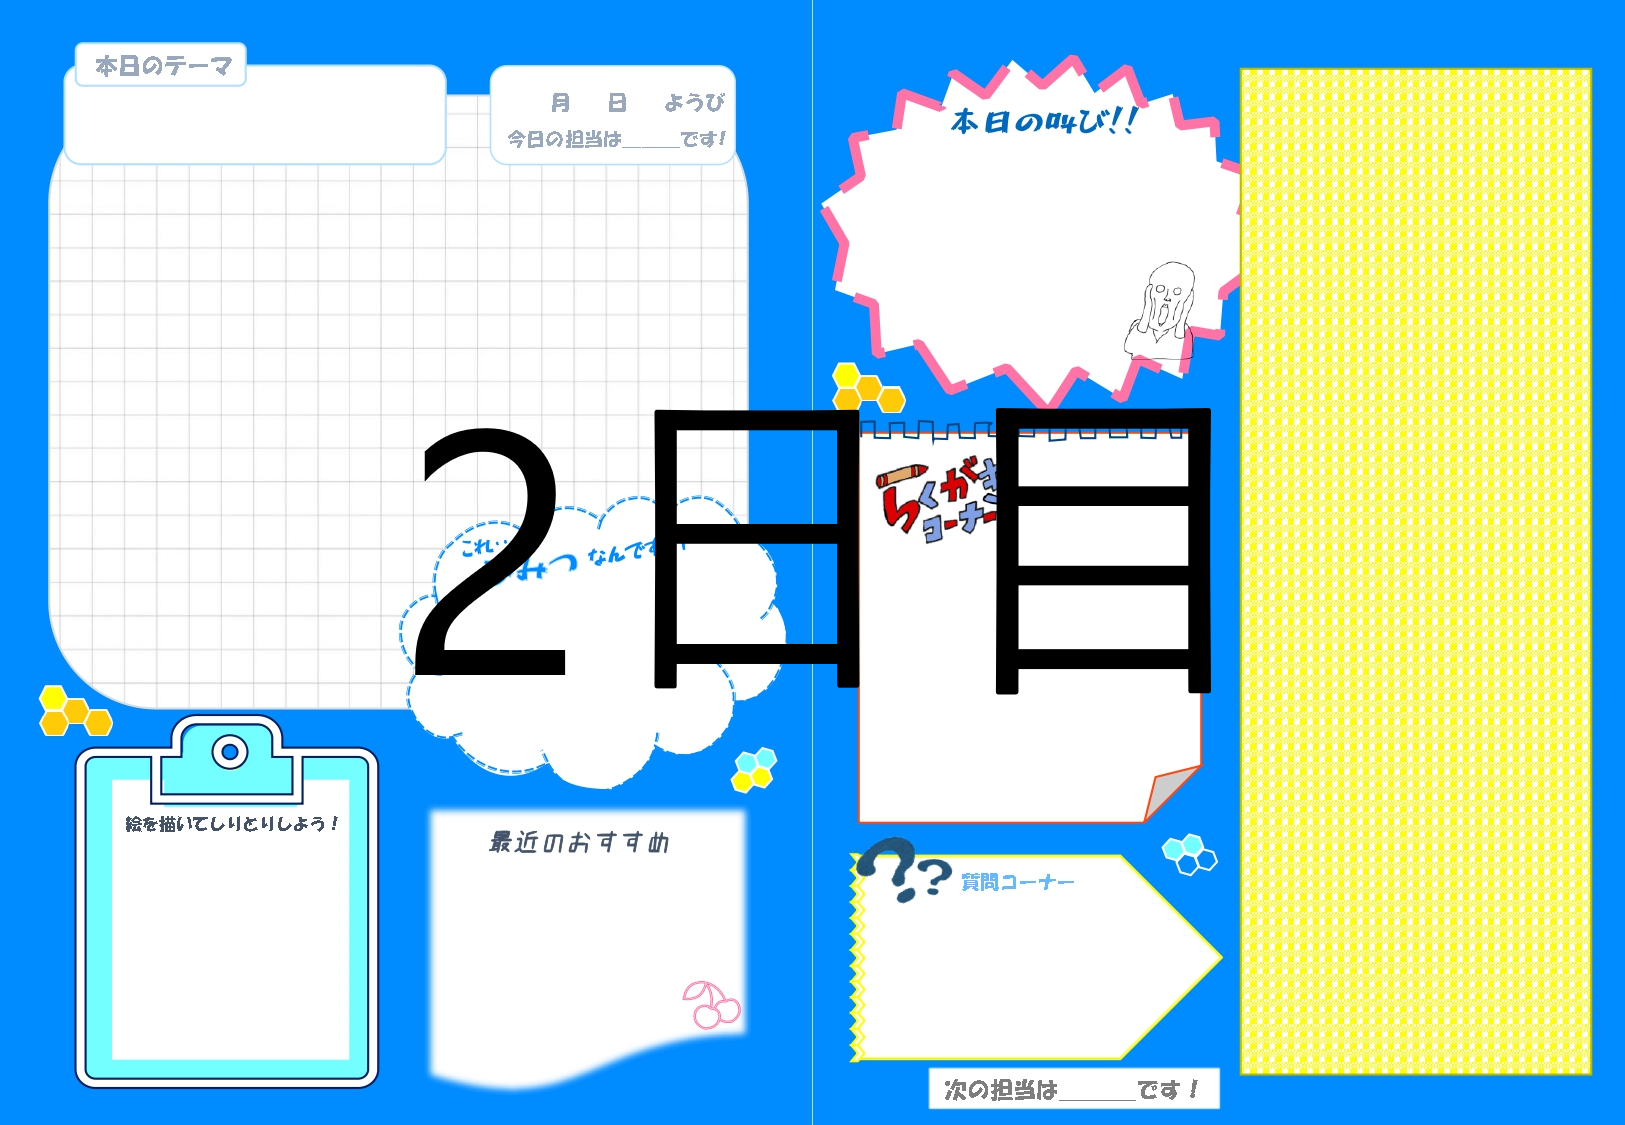 本日のテーマ
月 日 ようび
今日の担当は______です!
本日の叫び!!
2日目
らくがき
コーナー
これ
なんです
絵を描いてしりとりしよう!
最近のおすすめ
?? 質問コーナー
次の担当は______です!